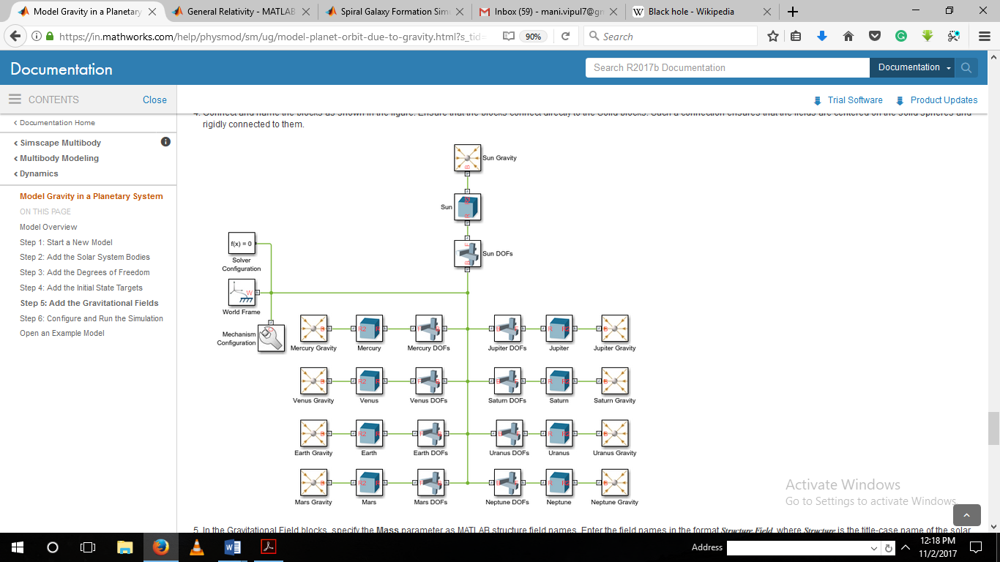 Model Gravity in a Planetary
General Relativity - MATLAB
Spiral Galaxy Formation Sim
Inbox (59) - mani.vipul7@gm
Black hole - Wikipedia
https://in.mathworks.com/help/physmod/sm/ug/model-planet-orbit-due-to-gravity.html?s_tid=
90%
Search
Documentation
Search R2017b Documentation
Documentation
CONTENTS
Close
Trial Software
Product Updates
Documentation Home
Simscape Multibody
Multibody Modeling
Dynamics
Model Gravity in a Planetary System
ON THIS PAGE
Model Overview
Step 1: Start a New Model
Step 2: Add the Solar System Bodies
Step 3: Add the Degrees of Freedom
Step 4: Add the Initial State Targets
Step 5: Add the Gravitational Fields
Step 6: Configure and Run the Simulation
Open an Example Model
4. Connect and name the blocks as shown in the figure. Ensure that the blocks connect directly to the Solid blocks. Such a connection ensures that the fields are centered on the solid spheres and
rigidly connected to them.
Sun Gravity
Sun
Sun DOFs
f(x) = 0
Solver
Configuration
W
World Frame
Mechanism
Configuration
Mercury Gravity
Mercury
Mercury DOFs
Jupiter DOFs
Jupiter
Jupiter Gravity
Venus Gravity
Venus
Venus DOFs
Saturn DOFs
Saturn
Saturn Gravity
Earth Gravity
Earth
Earth DOFs
Uranus DOFs
Uranus
Uranus Gravity
Mars Gravity
Mars
Mars DOFs
Neptune DOFs
Neptune
Neptune Gravity
5. In the Gravitational Field blocks, specify the Mass parameter as MATLAB structure field names. Enter the field names in the format Structure.Field, where Structure is the title-case name of the solar
Activate Windows
Go to Settings to activate Windows.
Address
12:18 PM
11/2/2017